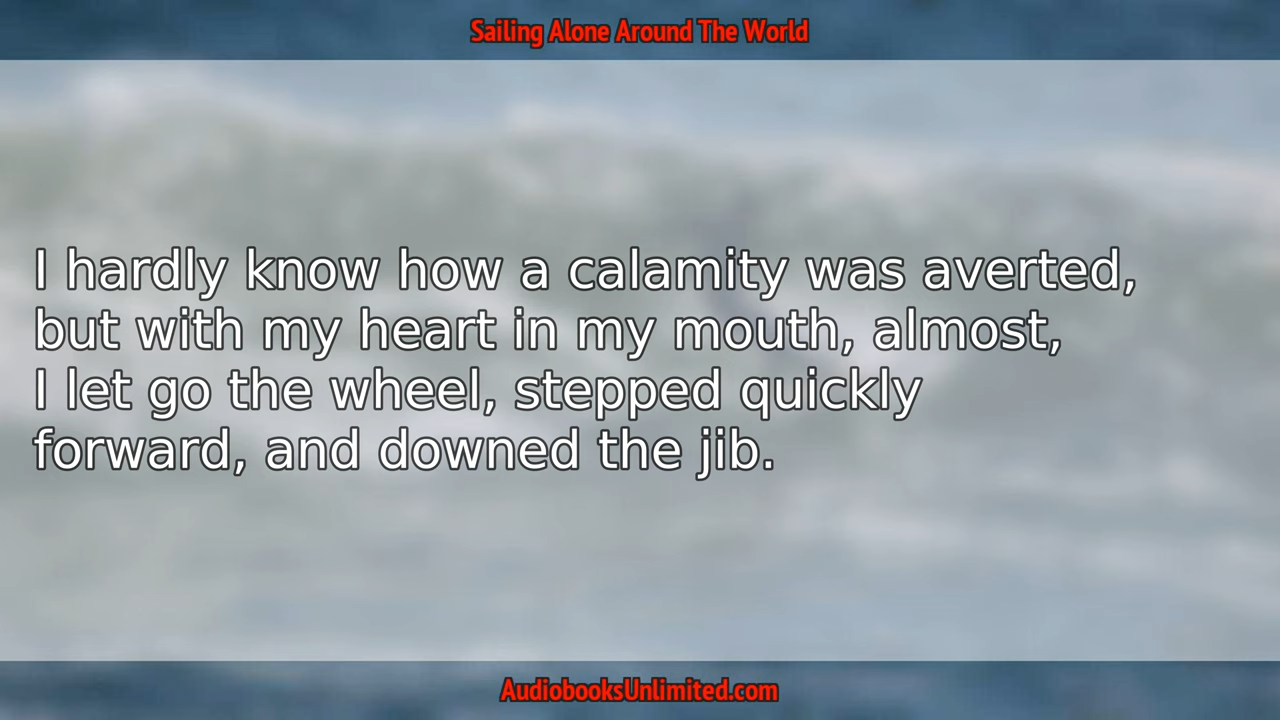 Sailing Alone Around The World
I hardly know how a calamity was averted,
but with my heart in my mouth, almost,
I let go the wheel, stepped quickly
forward, and downed the jib.
AudiobooksUnlimited.com